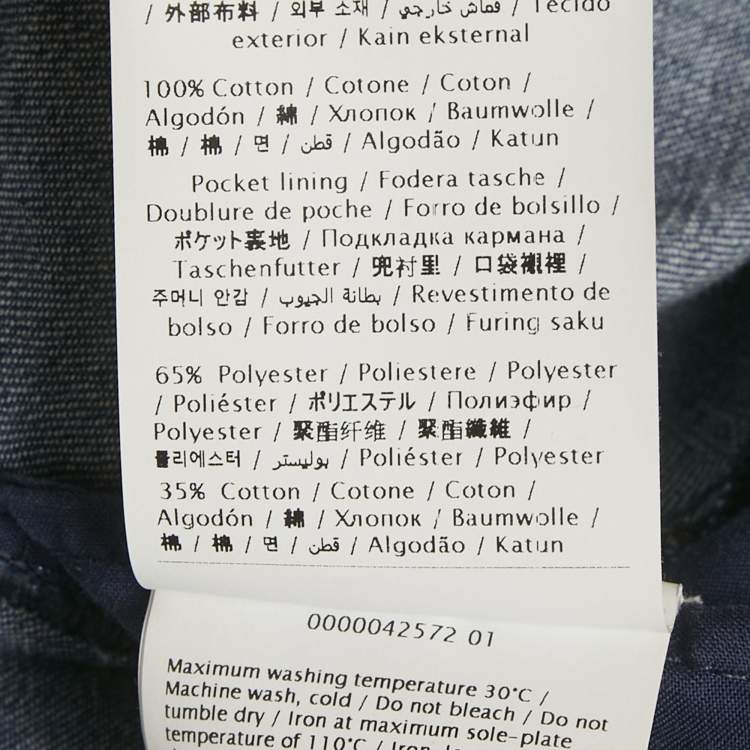 / 外部布料 / 외부 소재 / قماش خارجي / Tecido
exterior / Kain eksternal
100% Cotton / Cotone / Coton /
Algodón / 綿 / Хлопок / Baumwolle /
棉 / 棉 / 면 / قطن / Algodão / Katun
Pocket lining / Fodera tasche /
Doublure de poche / Forro de bolsillo /
ポケット裏地 / Подкладка кармана /
Taschenfutter / 兜衬里 / 口袋襯裡 /
주머니 안감 / بطانة الجيوب / Revestimento de
bolso / Forro de bolso / Furing saku
65% Polyester / Poliestere / Polyester
/ Poliéster / ポリエステル / Полиэфир /
Polyester / 聚酯纤维 / 聚酯纖維 /
폴리에스터 / بوليستر / Poliéster / Polyester
35% Cotton / Cotone / Coton /
Algodón / 綿 / Хлопок / Baumwolle /
棉 / 棉 / 면 / قطن / Algodão / Katun
0000042572 01
Maximum washing temperature 30°C /
Machine wash, cold / Do not bleach / Do not
tumble dry / Iron at maximum sole-plate
temperature of 110°C / Iron,